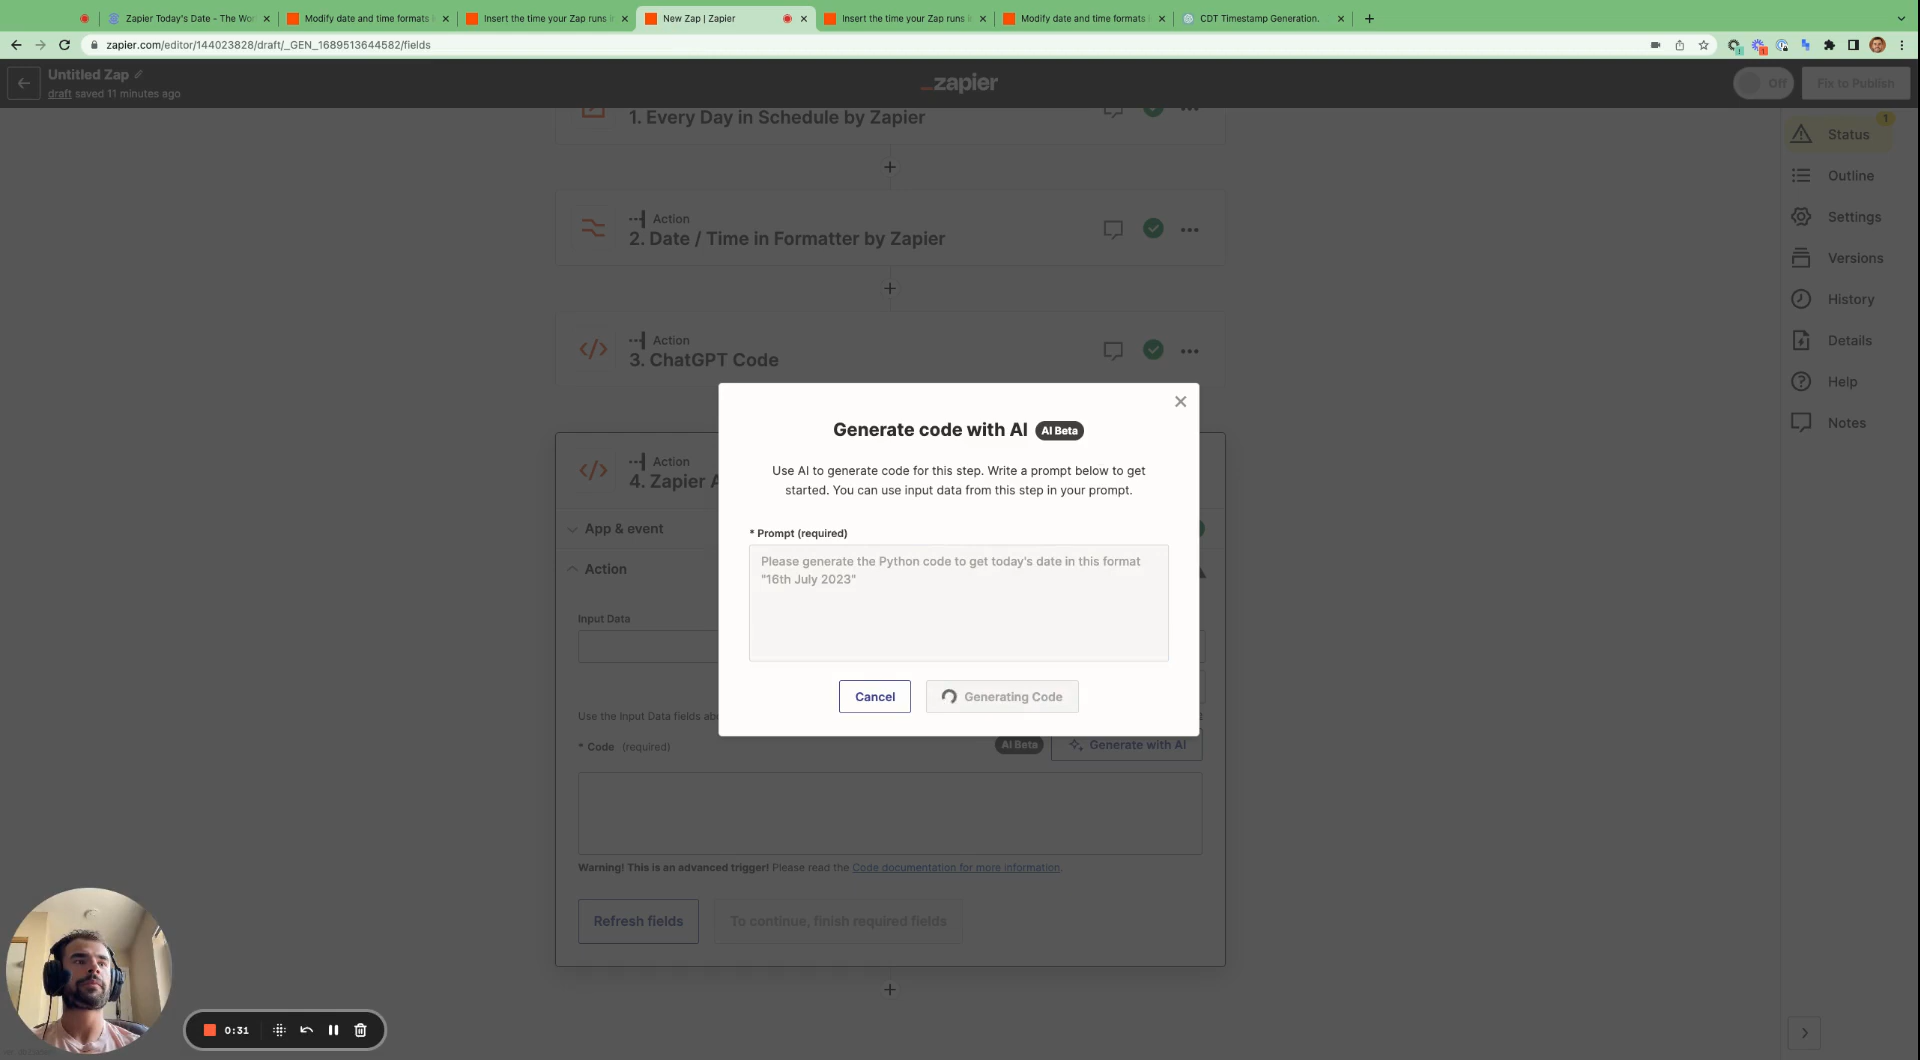 Zapier Today's Date - The Wor
Modify date and time formats i
Insert the time your Zap runs in
New Zap | Zapier
Insert the time your Zap runs in
Modify date and time formats
CDT Timestamp Generation.
zapier.com/editor/144023828/draft/_GEN_1689513644582/fields
Untitled Zap
draft saved 11 minutes ago
zapier
Off
Fix to Publish
1. Every Day in Schedule by Zapier
Action
2. Date / Time in Formatter by Zapier
Action
3. ChatGPT Code
Action
4. Zapier A
App & event
Action
Input Data
Use the Input Data fields abo
* Code (required)
AI Beta
Generate with AI
Warning! This is an advanced trigger! Please read the Code documentation for more information.
Refresh fields
To continue, finish required fields
Generate code with AI
AI Beta
Use AI to generate code for this step. Write a prompt below to get
started. You can use input data from this step in your prompt.
* Prompt (required)
Please generate the Python code to get today's date in this format
"16th July 2023"
Cancel
Generating Code
1
Status
Outline
Settings
Versions
History
Details
Help
Notes
0:31